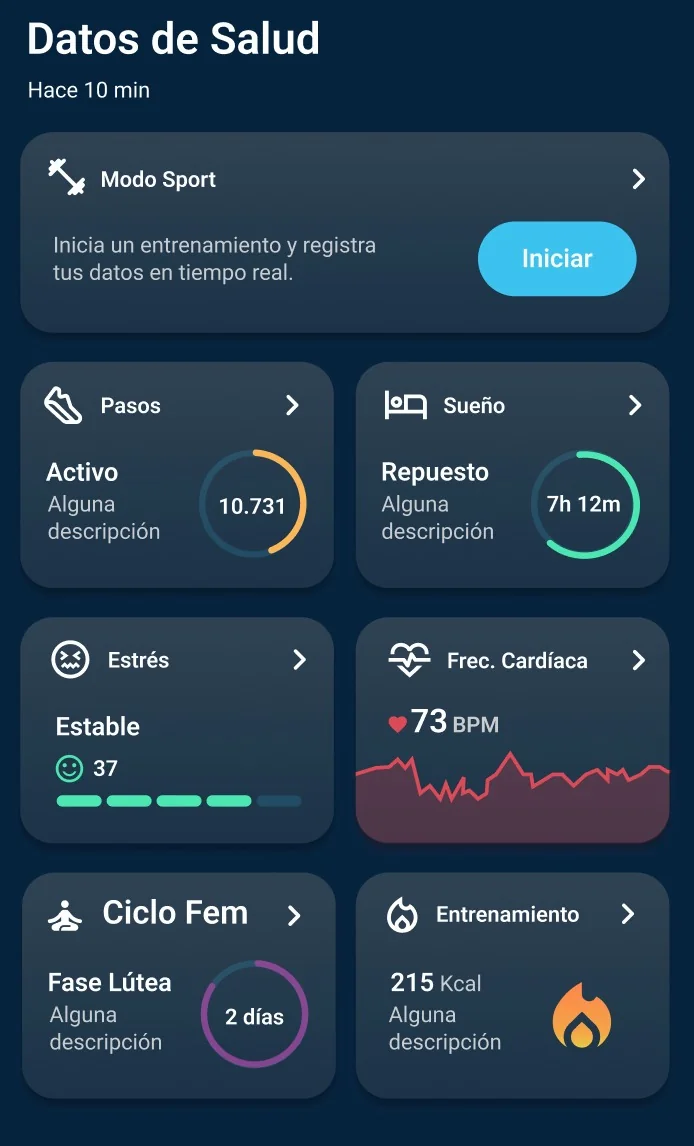 Datos de Salud
Hace 10 min
Modo Sport
Inicia un entrenamiento y registra
tus datos en tiempo real.
Iniciar
Pasos
Activo
Alguna
descripción
10.731
Sueño
Repuesto
Alguna
descripción
7h 12m
Estrés
Estable
37
Frec. Cardíaca
73 BPM
Ciclo Fem
Fase Lútea
Alguna
descripción
2 días
Entrenamiento
215 Kcal
Alguna
descripción